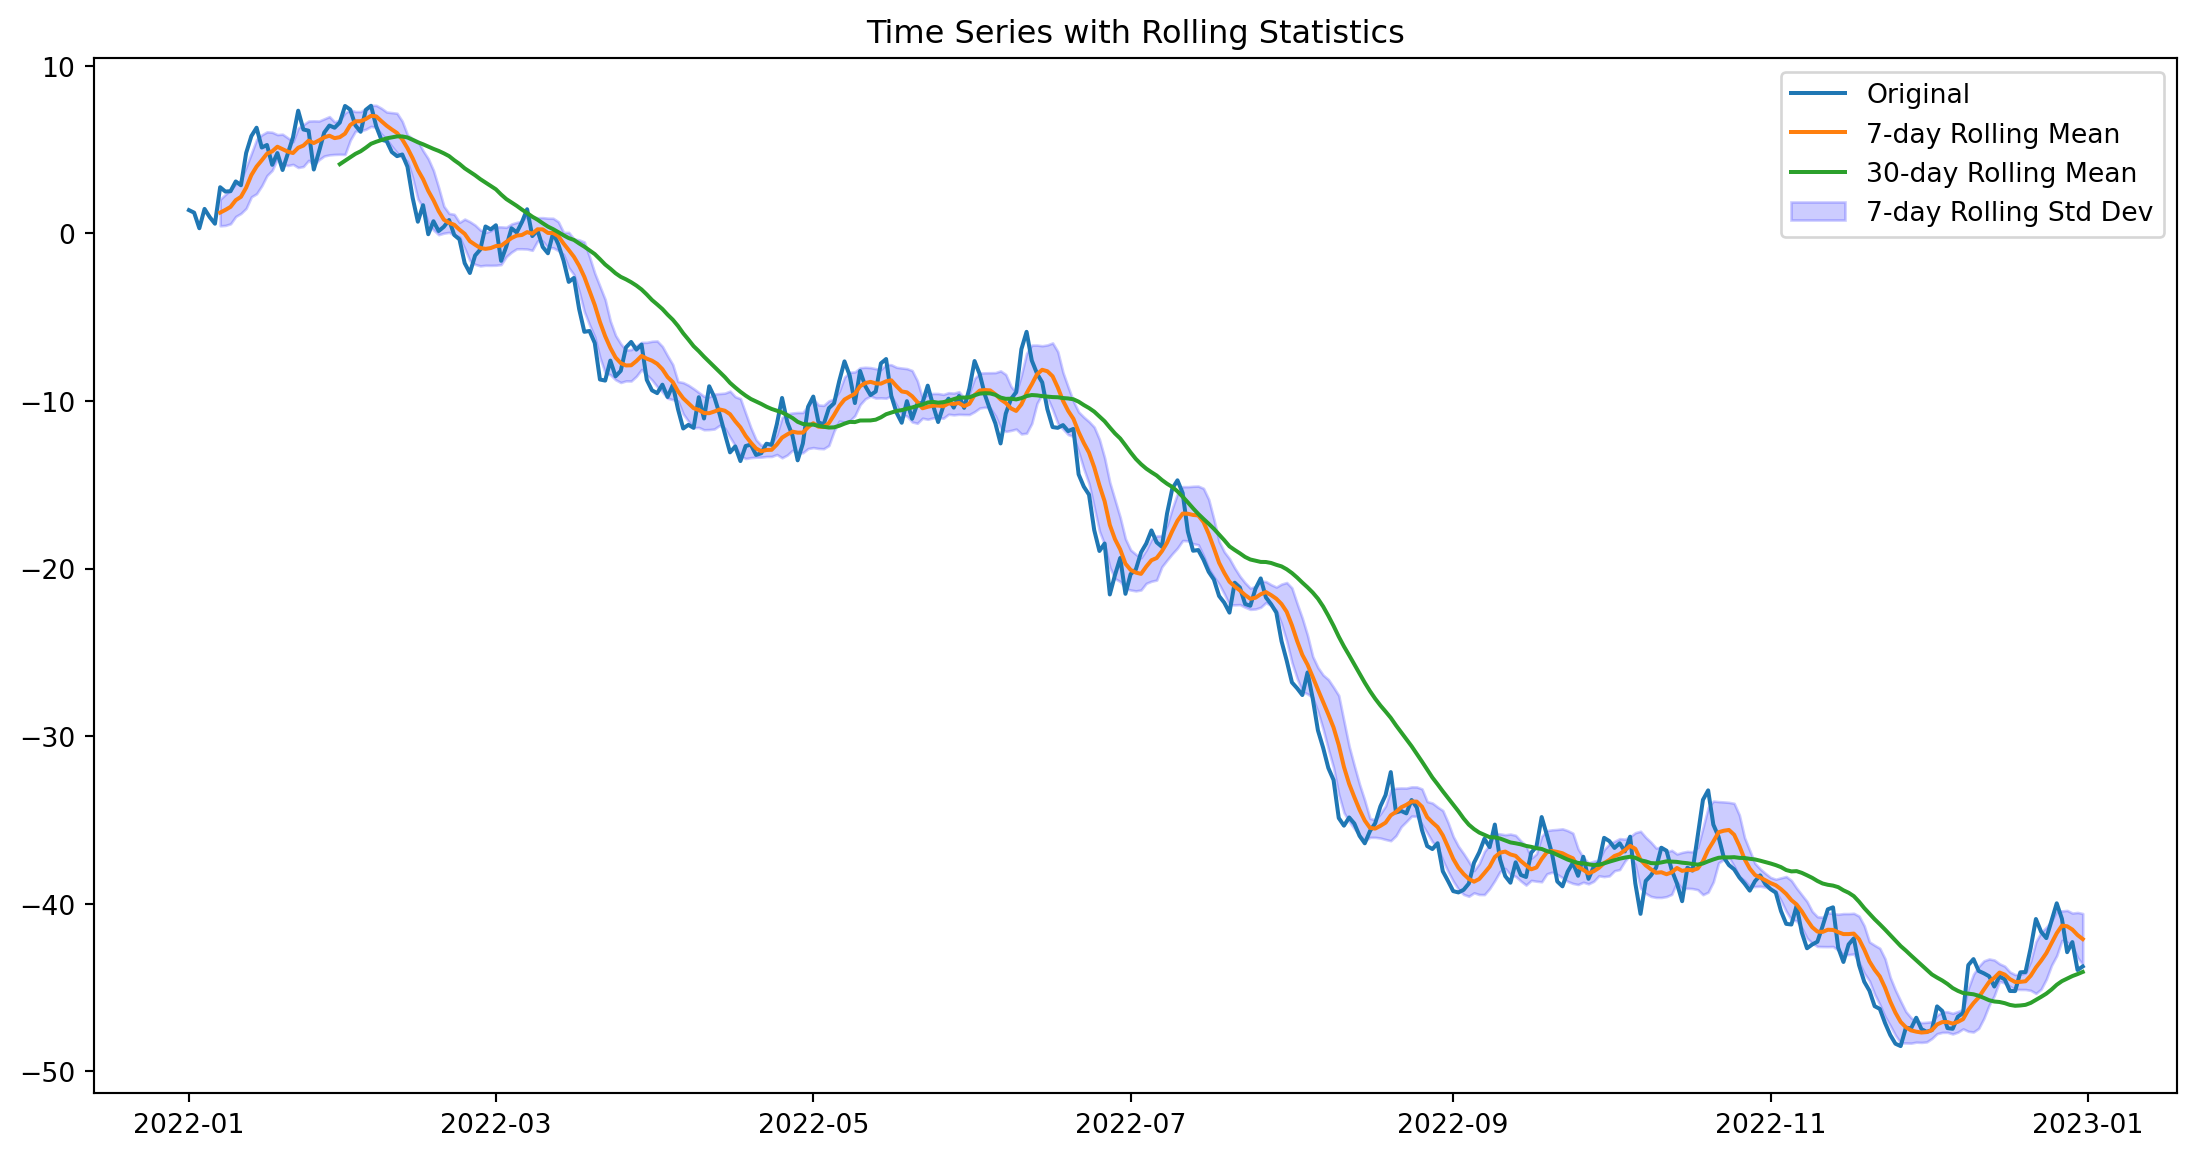 Time Series with Rolling Statistics
10
0
−10
−20
−30
−40
−50
Original
7-day Rolling Mean
30-day Rolling Mean
7-day Rolling Std Dev
2022-01
2022-03
2022-05
2022-07
2022-09
2022-11
2023-01